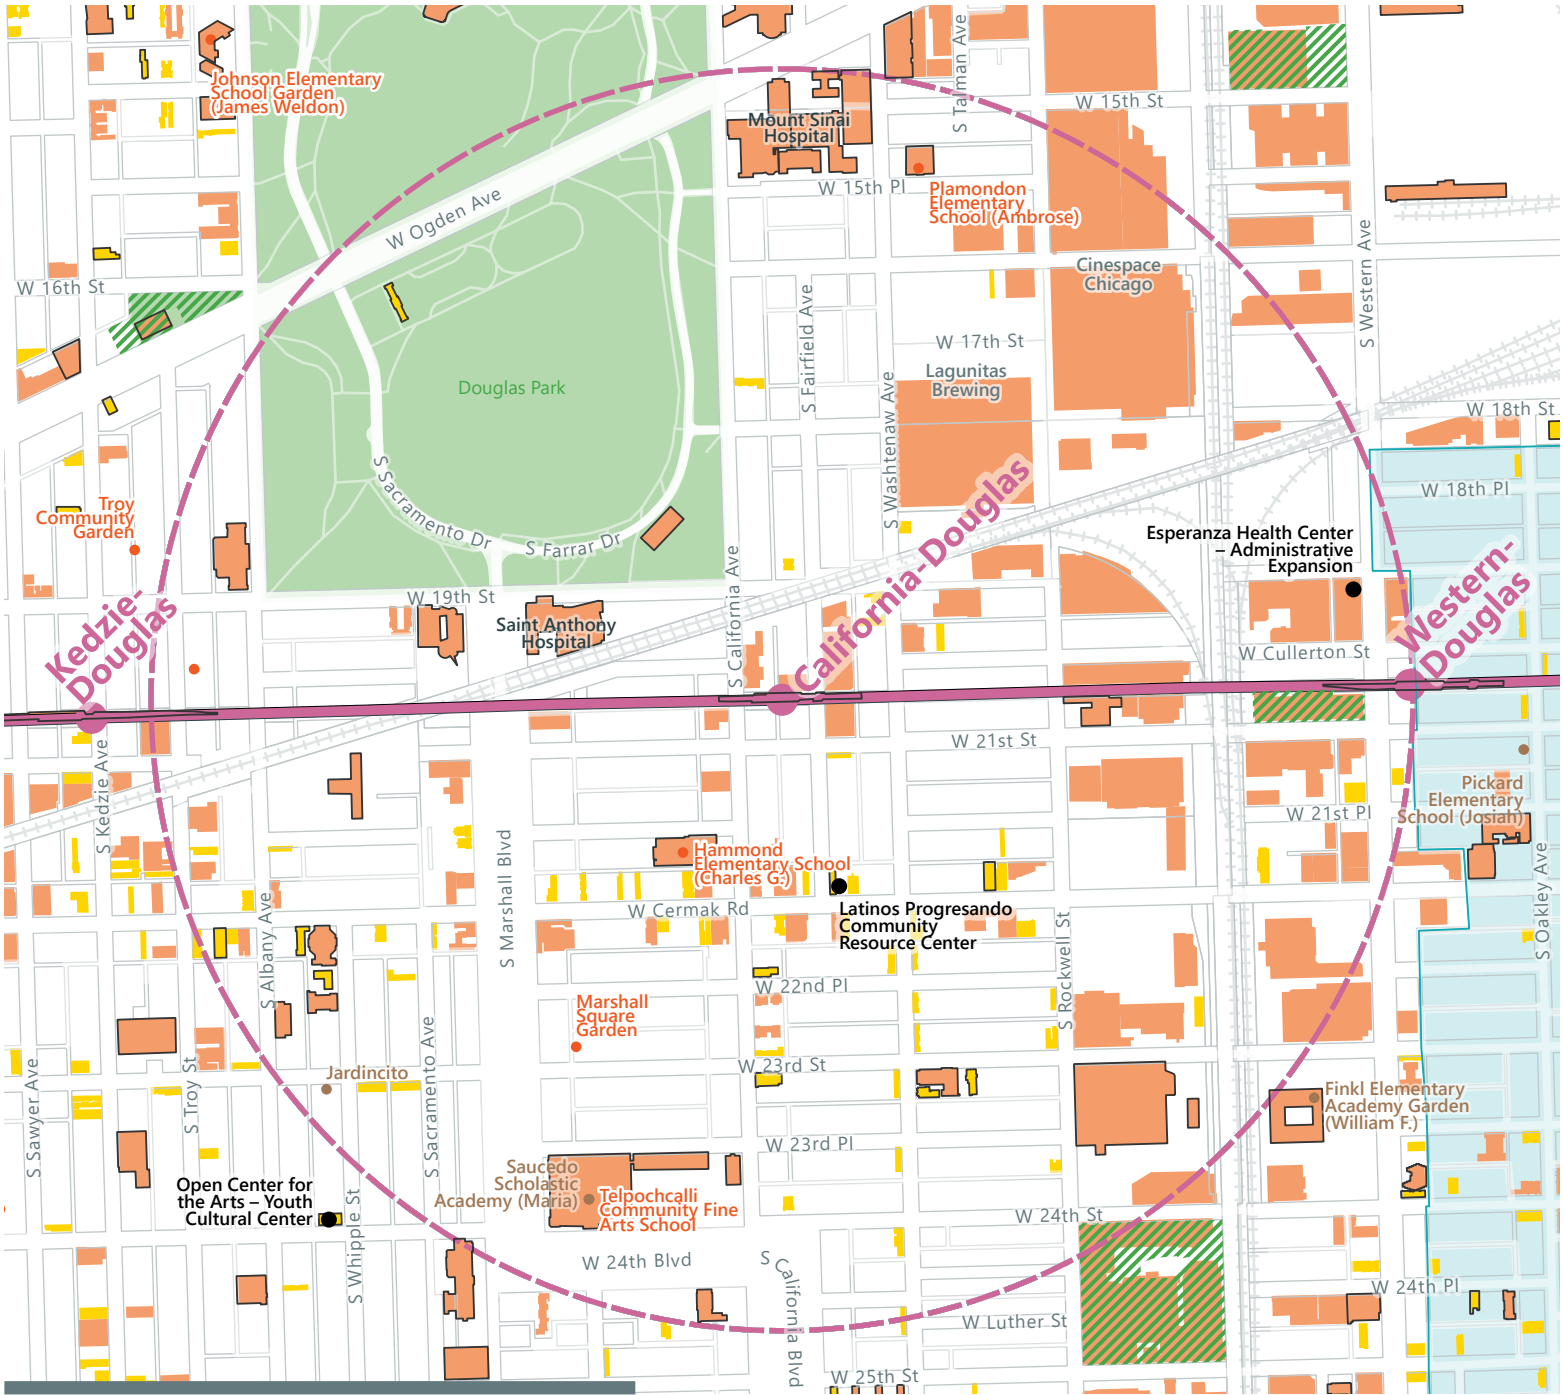 Johnson Elementary
School Garden
(James Weldon)
Mount Sinai
Hospital
S Talman Ave
W 15th St
W 15th Pl
Plamondon
Elementary
School (Ambrose)
W Ogden Ave
W 16th St
Cinespace
Chicago
S Western Ave
S Fairfield Ave
W 17th St
Lagunitas
Brewing
Douglas Park
S Washtenaw Ave
W 18th St
W 18th Pl
S Sacramento Dr
S Farrar Dr
Troy
Community
Garden
Esperanza Health Center
– Administrative
Expansion
California-Douglas
Western-
Douglas
Kedzie-
Douglas
W 19th St
Saint Anthony
Hospital
S California Ave
W Cullerton St
W 21st St
S Kedzie Ave
Pickard
Elementary
School (Josiah)
W 21st Pl
S Marshall Blvd
Hammond
Elementary School
(Charles G.)
S Oakley Ave
W Cermak Rd
Latinos Progresando
Community
Resource Center
S Albany Ave
S Rockwell St
W 22nd Pl
Marshall
Square
Garden
S Sacramento Ave
W 23rd St
Jardincito
S Sawyer Ave
S Troy St
Finkl Elementary
Academy Garden
(William F.)
W 23rd Pl
Saucedo
Scholastic
Academy (Maria)
Telpochcalli
Community Fine
Arts School
Open Center for
the Arts – Youth
Cultural Center
S Whipple St
W 24th St
W 24th Blvd
S California Blvd
W 24th Pl
W Luther St
W 25th St